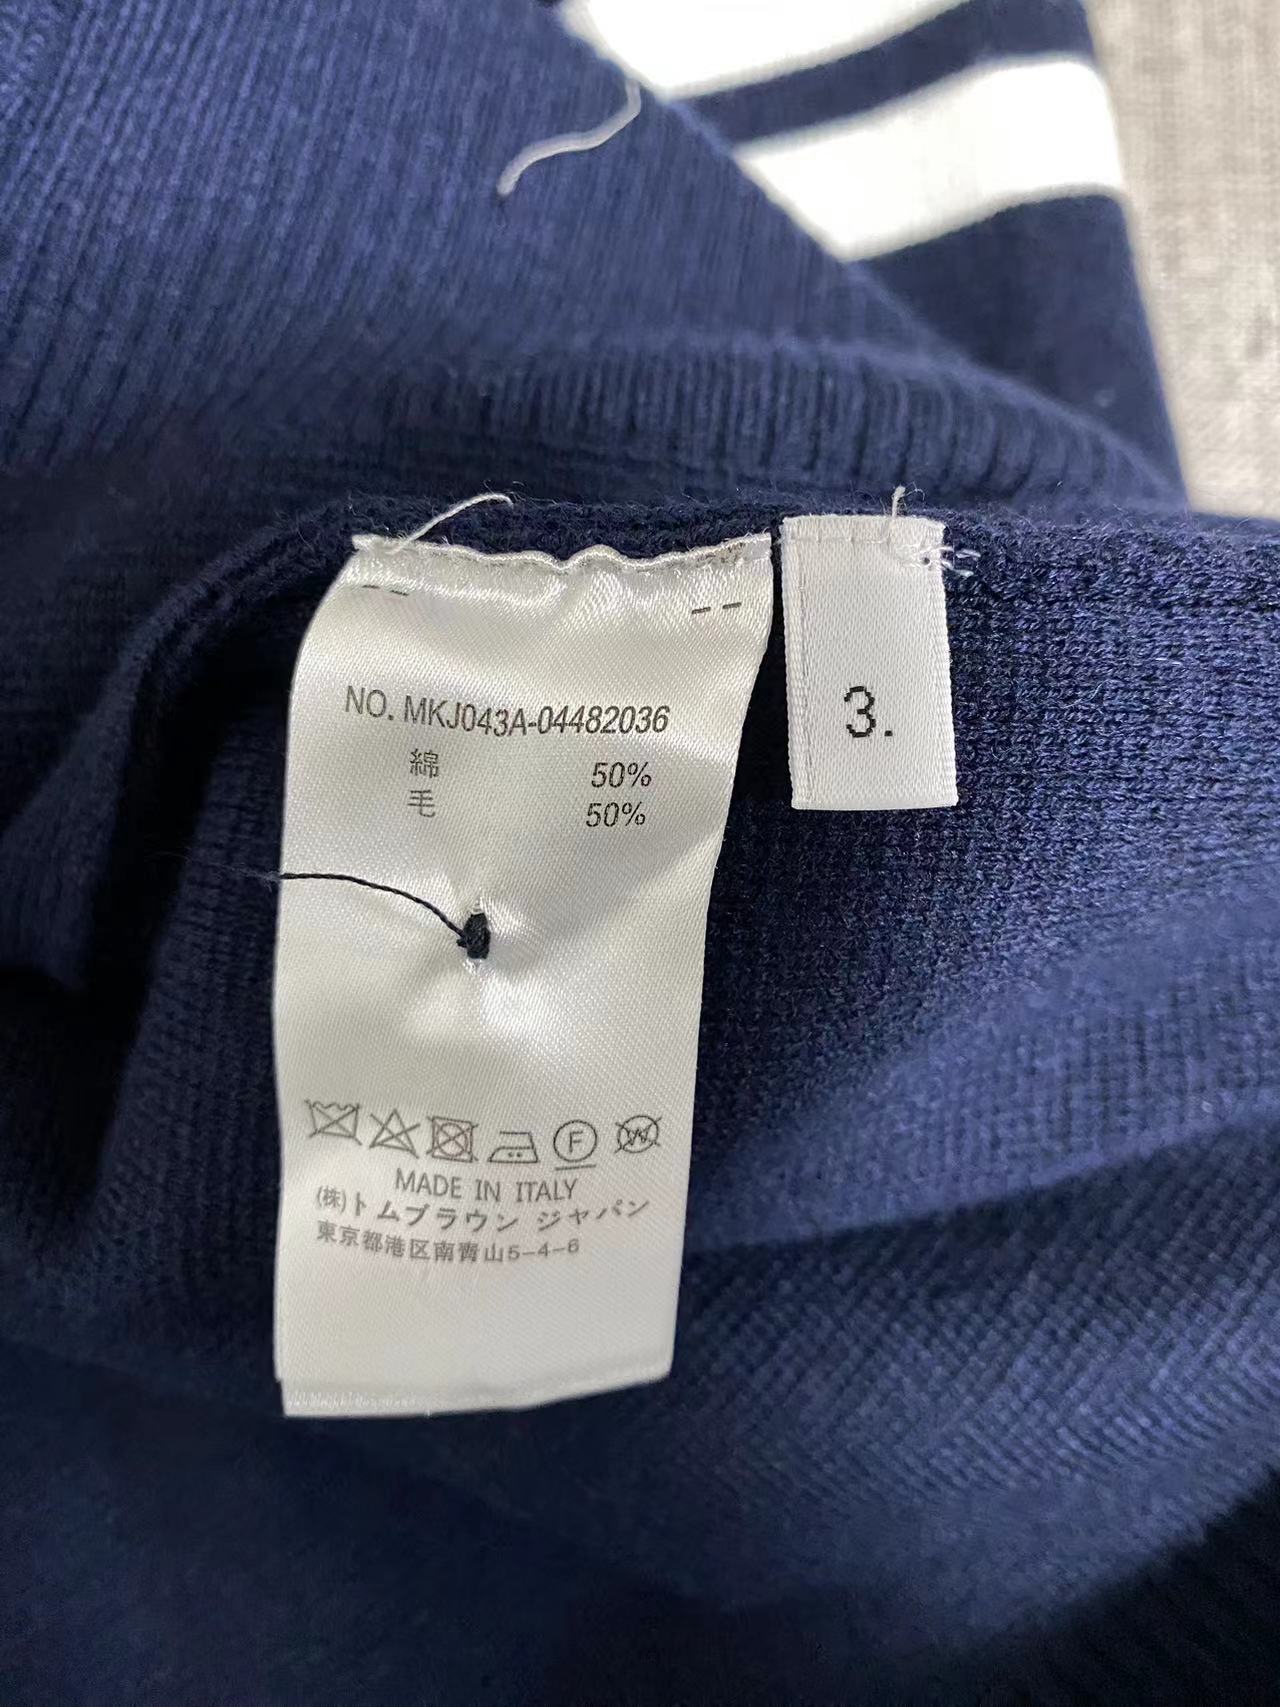 NO. MKJ043A-04482036
綿 50%
毛 50%
3.
F
W
MADE IN ITALY
(株)トムブラウン ジャパン
東京都港区南青山5-4-6